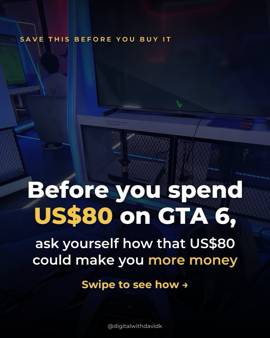 SAVE THIS BEFORE YOU BUY IT
Before you spend
US$80 on GTA 6,
ask yourself how that US$80
could make you more money
Swipe to see how →
@digitalwithdavidk